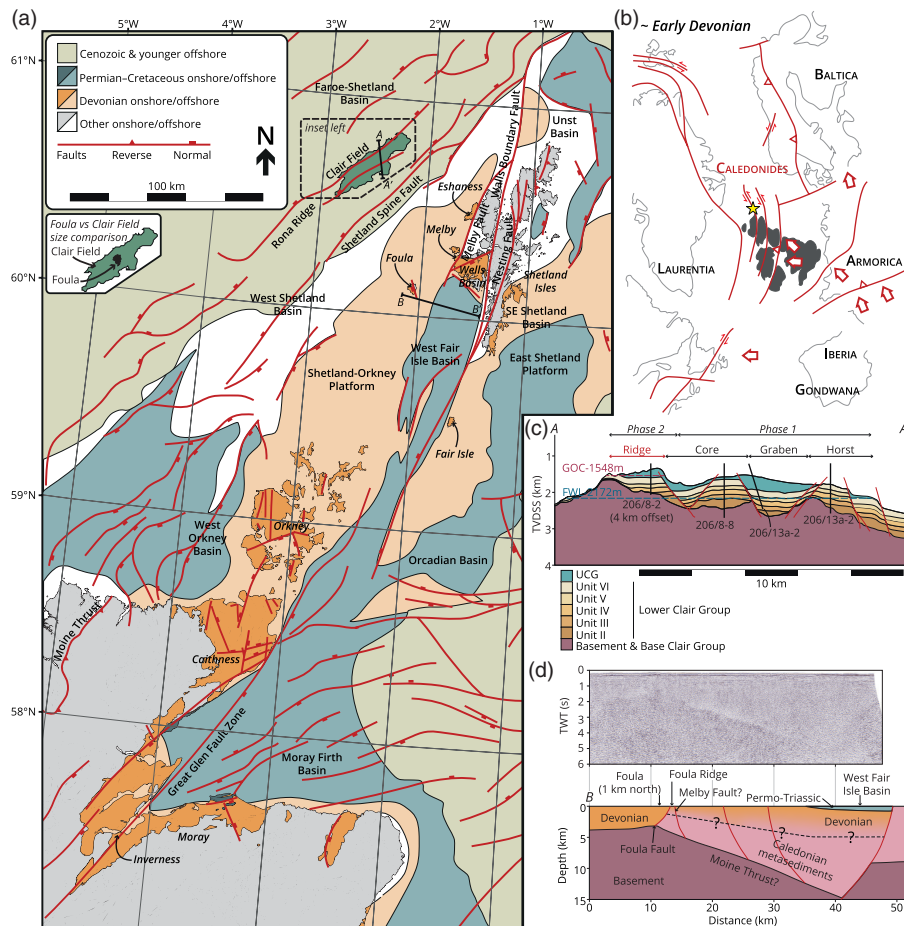 (a)
5°W
4°W
3°W
2°W
1°W
61°N
60°N
59°N
58°N
Cenozoic & younger offshore
Permian–Cretaceous onshore/offshore
Devonian onshore/offshore
Other onshore/offshore
Faults
Reverse
Normal
N
100 km
Foula vs Clair Field
size comparison
Clair Field
Foula
Faroe-Shetland
Basin
inset left
A
Clair Field
A'
Rona Ridge
Shetland Spine Fault
Unst
Basin
Walls Boundary Fault
Eshaness
Melby Fault
Nesting Fault
Melby
Foula
Walls
Basin
Shetland
Isles
B
B'
West Shetland
Basin
SE Shetland
Basin
West Fair
Isle Basin
East Shetland
Platform
Shetland-Orkney
Platform
Fair Isle
West
Orkney
Basin
Orkney
Orcadian Basin
Moine Thrust
Caithness
Great Glen Fault Zone
Moray Firth
Basin
Moray
Inverness
(b)
~ Early Devonian
BALTICA
CALEDONIDES
LAURENTIA
ARMORICA
IBERIA
GONDWANA
(c)
A
Phase 2
Phase 1
Ridge
Core
Graben
Horst
GOC-1548m
FWL-2172m
206/8-2
(4 km offset)
206/8-8
206/13a-2
206/13a-2
TVDSS (km)
1
2
3
4
10 km
UCG
Unit VI
Unit V
Unit IV
Unit III
Unit II
Lower Clair Group
Basement & Base Clair Group
(d)
TWT (s)
0
1
2
3
4
5
6
Foula
(1 km north)
Foula Ridge
Melby Fault?
Permo-Triassic
West Fair
Isle Basin
B
Devonian
Devonian
?
?
?
Foula Fault
Caledonian
metasediments
Moine Thrust?
Basement
Depth (km)
0
5
10
15
0
10
20
30
40
50
Distance (km)